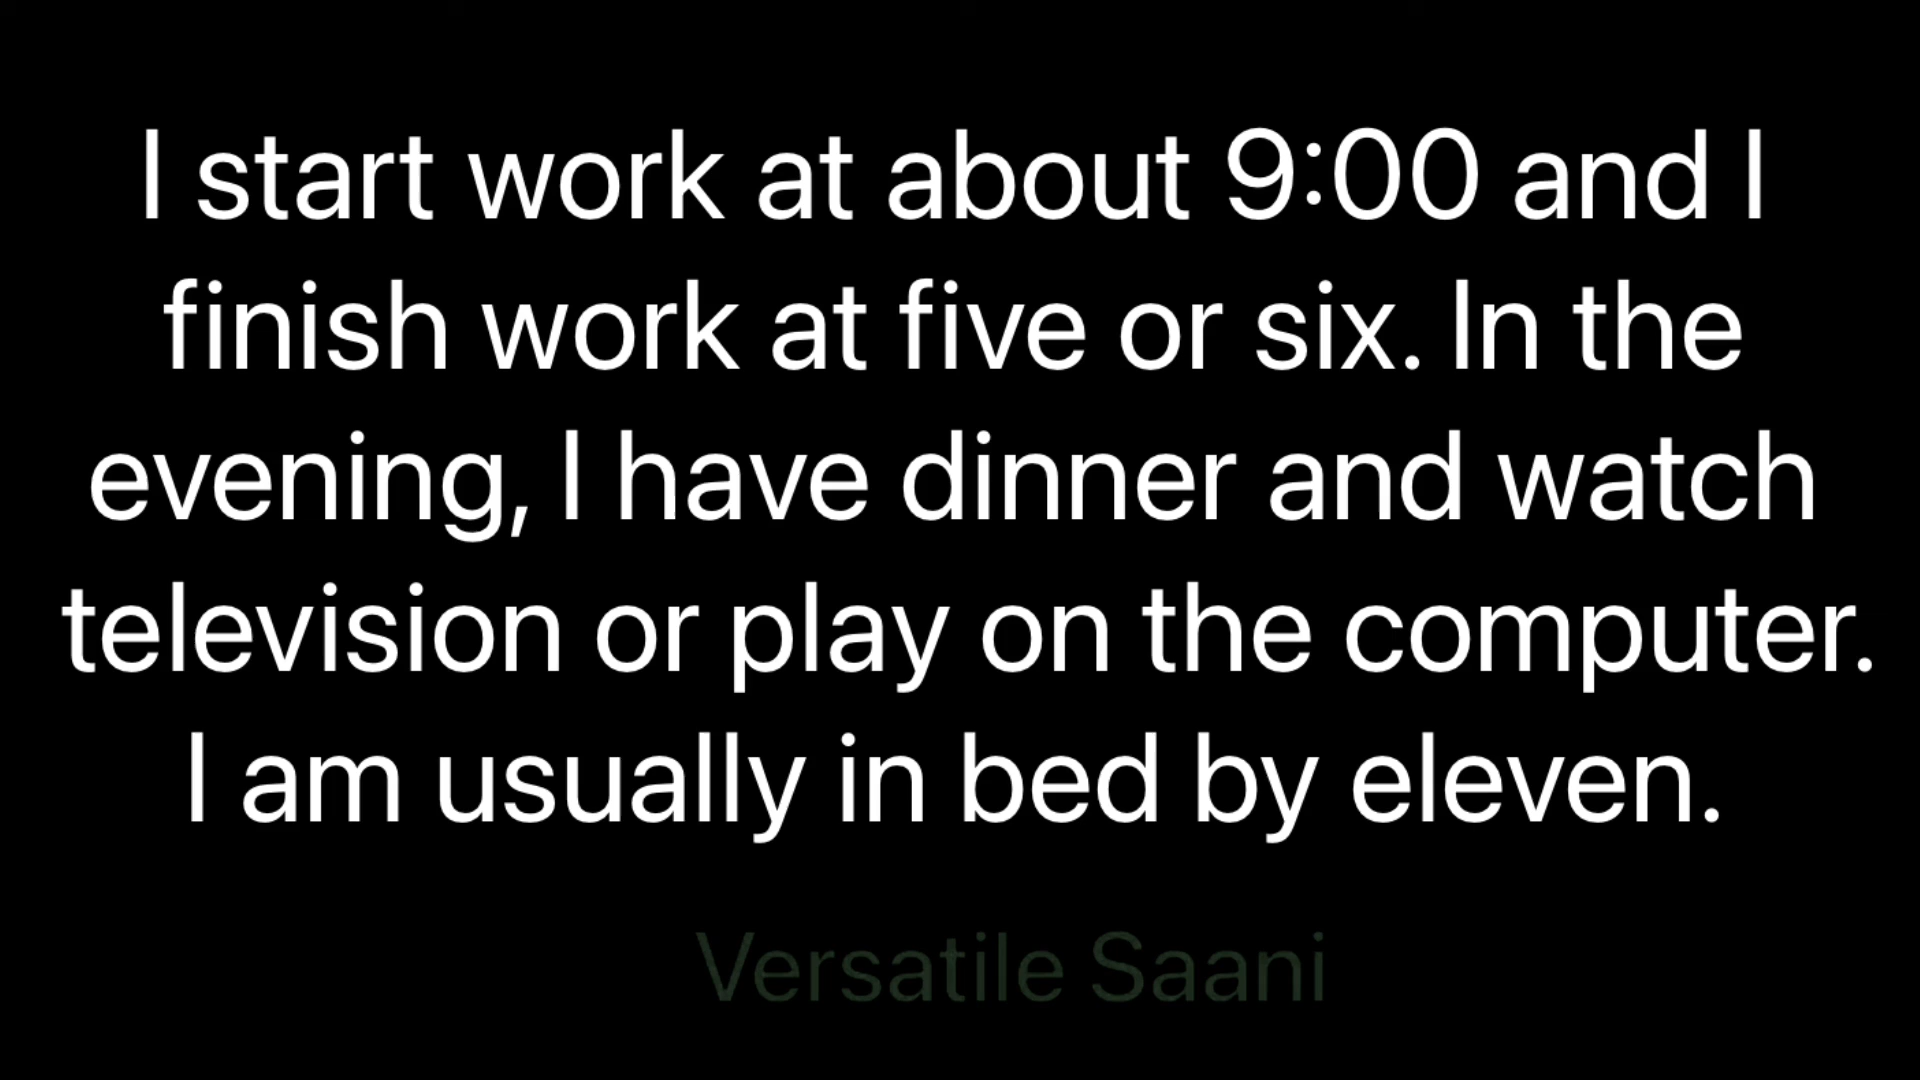 I start work at about 9:00 and I
finish work at five or six. In the
evening, I have dinner and watch
television or play on the computer.
I am usually in bed by eleven.
Versatile Saani